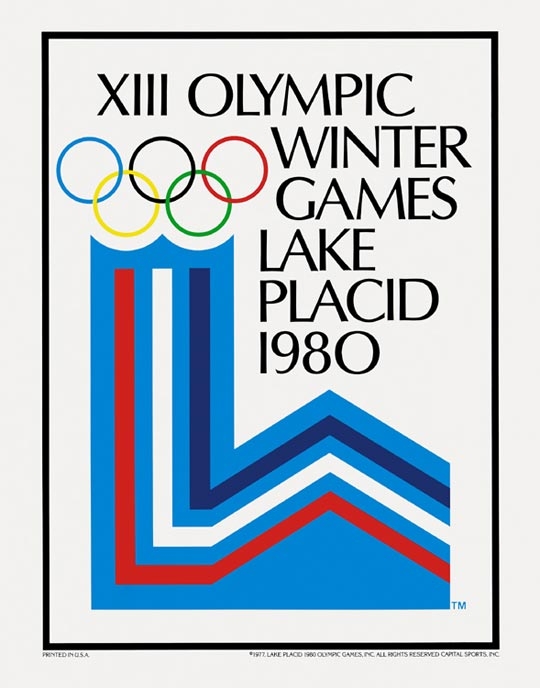 XIII OLYMPIC
WINTER
GAMES
LAKE
PLACID
1980
TM
PRINTED IN U.S.A.
©1977, LAKE PLACID 1980 OLYMPIC GAMES, INC. ALL RIGHTS RESERVED CAPITAL SPORTS, INC.